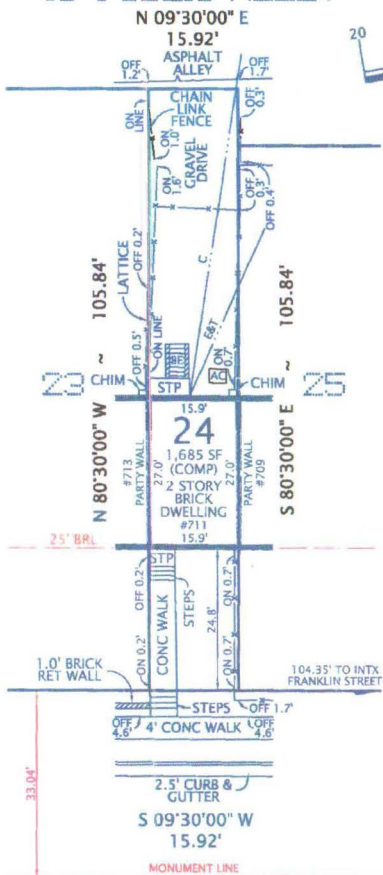 N 09°30'00" E
15.92'
20
ASPHALT
ALLEY
OFF
1.2'
OFF
1.7'
CHAIN
LINK
FENCE
OFF
0.3'
ON
LINE
ON
1.0'
GRAVEL
DRIVE
ON
1.6'
OFF
0.3'
OFF 0.4'
OFF 0.2'
LATTICE
C
E&T
105.84'
105.84'
OFF 0.5'
ON LINE
ON
0.7'
23
CHIM
STP
AC
CHIM
25
N 80°30'00" W ~
S 80°30'00" E ~
15.9'
24
1,685 SF
(COMP)
2 STORY
BRICK
DWELLING
#711
15.9'
#713
PARTY WALL
27.0'
27.0'
PARTY WALL
#709
25' BRL
STP
OFF 0.2'
STEPS
ON 0.7'
CONC WALK
24.8'
ON 0.2'
ON 0.7'
1.0' BRICK
RET WALL
104.35' TO INTX
FRANKLIN STREET
STEPS
OFF 1.7'
OFF
4.6'
4' CONC WALK
OFF
4.6'
33.04'
2.5' CURB &
GUTTER
S 09°30'00" W
15.92'
MONUMENT LINE